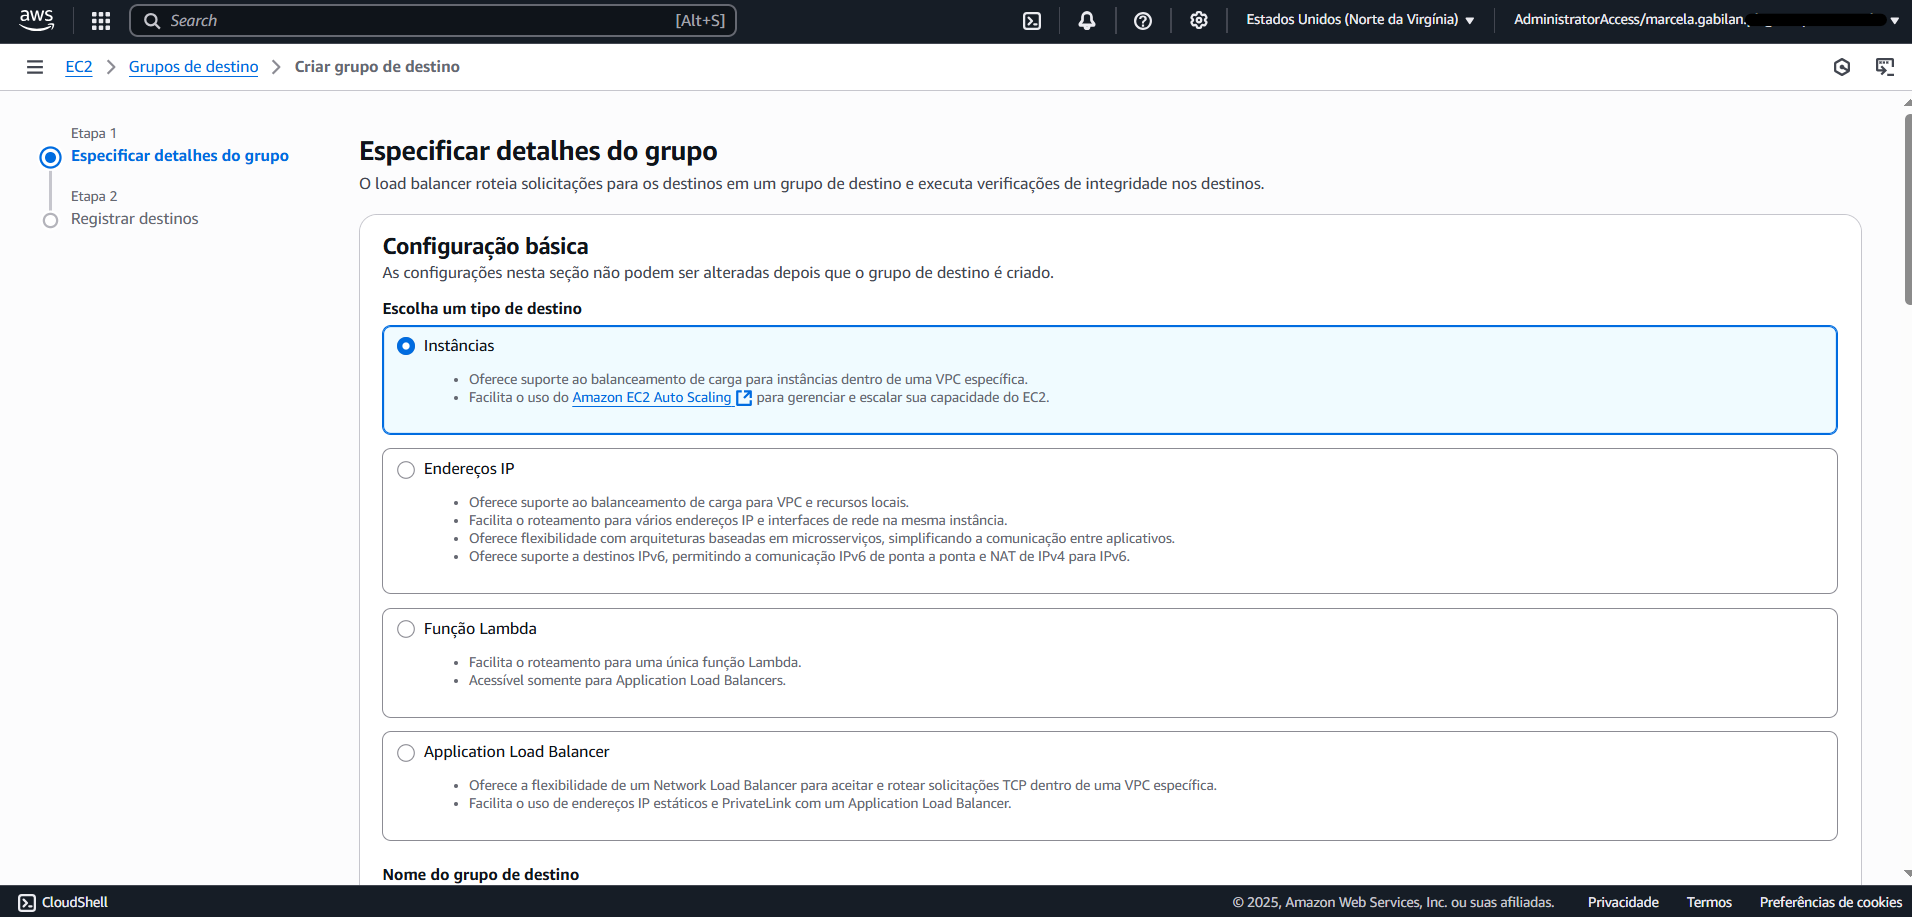 aws
Search [Alt+S]
Estados Unidos (Norte da Virgínia)
AdministratorAccess/marcela.gabilan.
EC2 > Grupos de destino > Criar grupo de destino
Etapa 1
Especificar detalhes do grupo
Etapa 2
Registrar destinos
Especificar detalhes do grupo
O load balancer roteia solicitações para os destinos em um grupo de destino e executa verificações de integridade nos destinos.
Configuração básica
As configurações nesta seção não podem ser alteradas depois que o grupo de destino é criado.
Escolha um tipo de destino
Instâncias
• Oferece suporte ao balanceamento de carga para instâncias dentro de uma VPC específica.
• Facilita o uso do Amazon EC2 Auto Scaling para gerenciar e escalar sua capacidade do EC2.
Endereços IP
• Oferece suporte ao balanceamento de carga para VPC e recursos locais.
• Facilita o roteamento para vários endereços IP e interfaces de rede na mesma instância.
• Oferece flexibilidade com arquiteturas baseadas em microsserviços, simplificando a comunicação entre aplicativos.
• Oferece suporte a destinos IPv6, permitindo a comunicação IPv6 de ponta a ponta e NAT de IPv4 para IPv6.
Função Lambda
• Facilita o roteamento para uma única função Lambda.
• Acessível somente para Application Load Balancers.
Application Load Balancer
• Oferece a flexibilidade de um Network Load Balancer para aceitar e rotear solicitações TCP dentro de uma VPC específica.
• Facilita o uso de endereços IP estáticos e PrivateLink com um Application Load Balancer.
Nome do grupo de destino
CloudShell
© 2025, Amazon Web Services, Inc. ou suas afiliadas.
Privacidade
Termos
Preferências de cookies